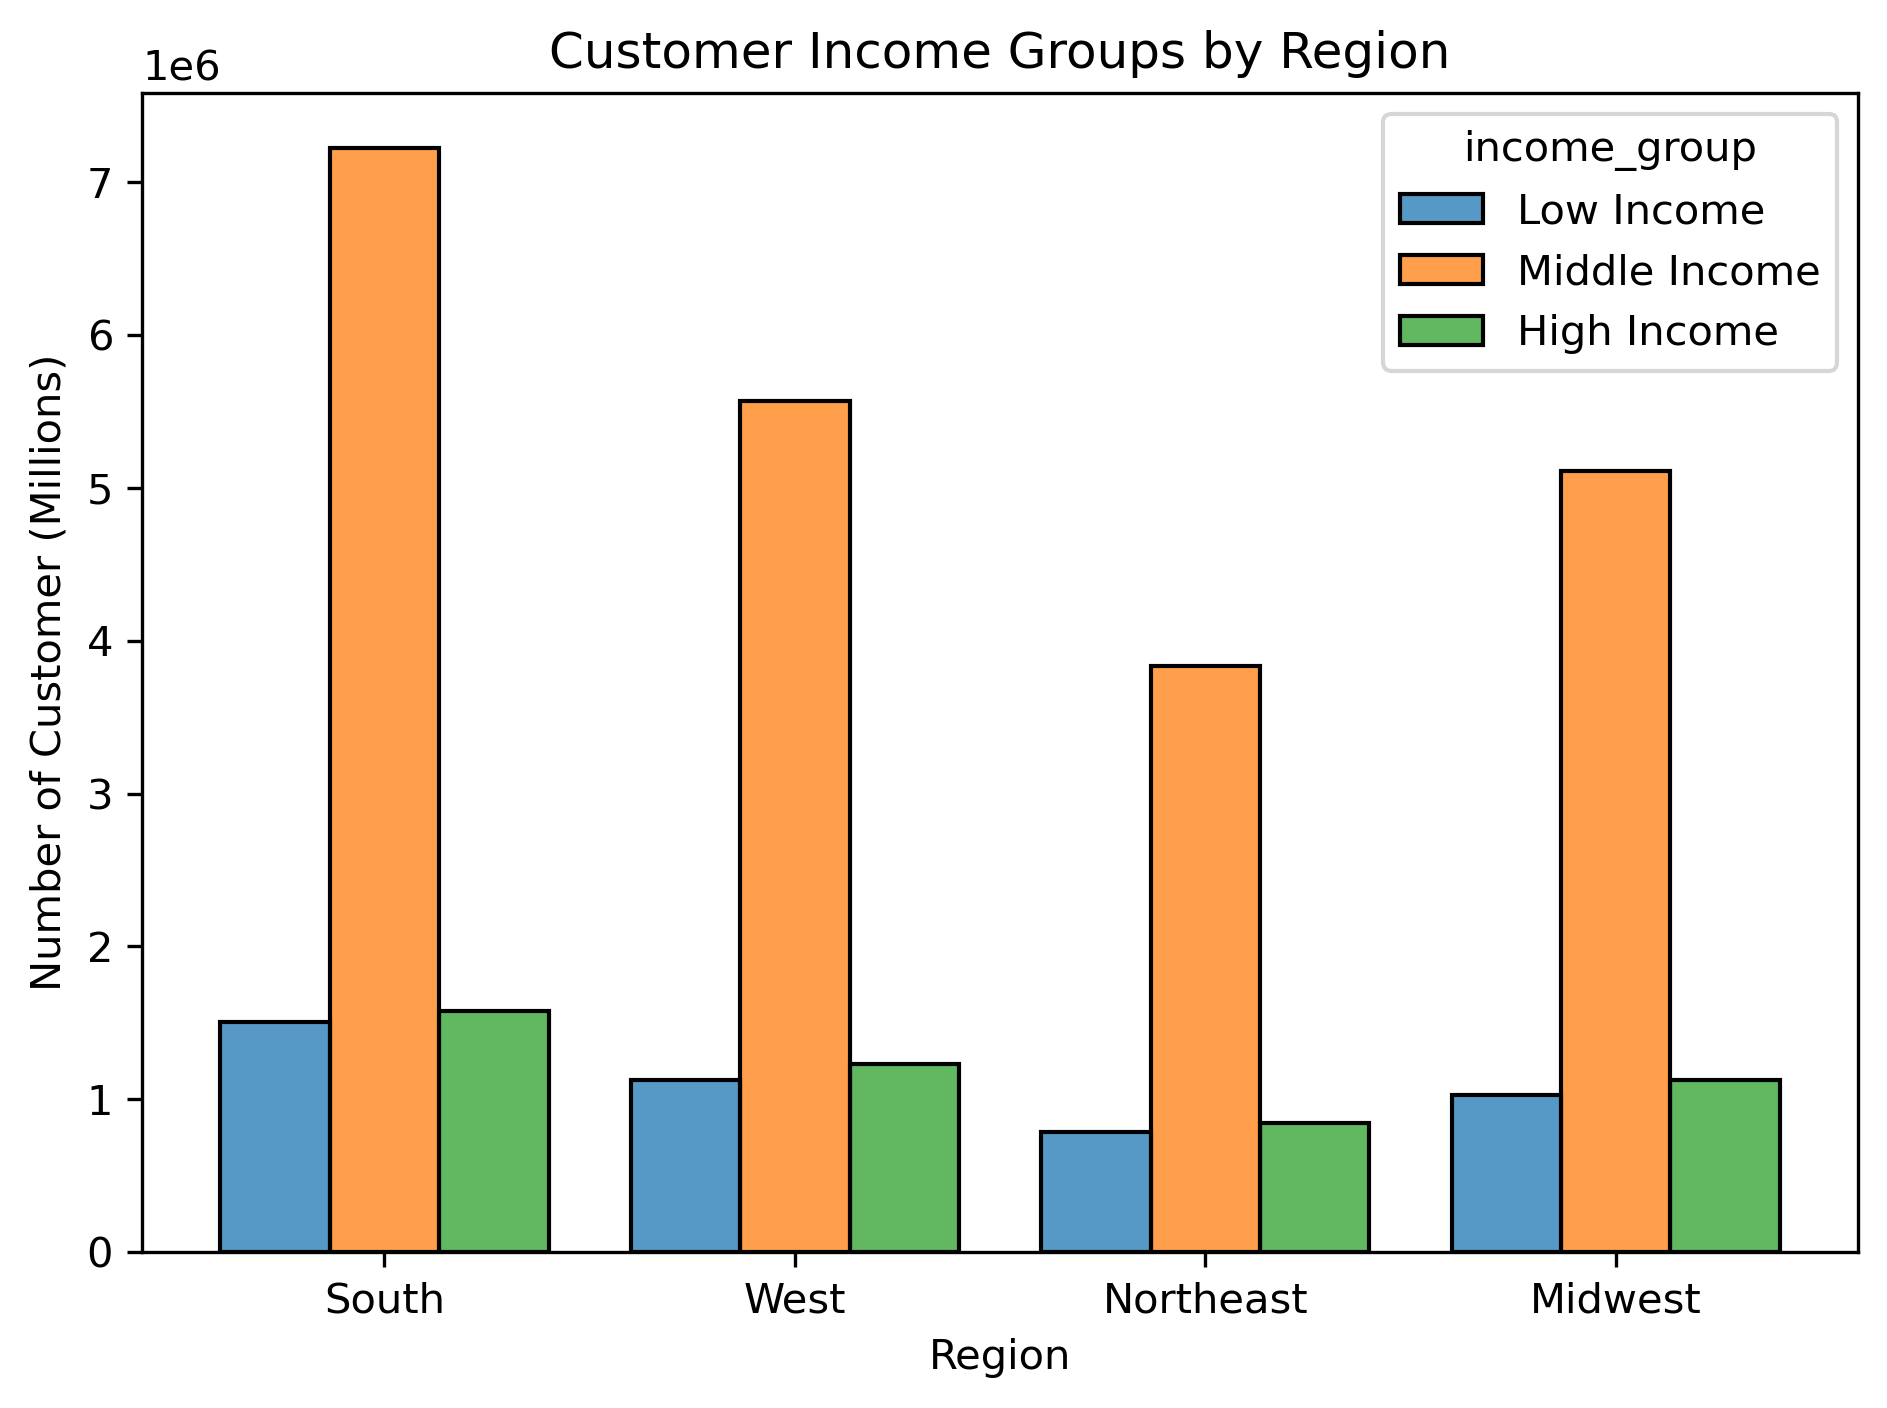 Customer Income Groups by Region
1e6
income_group
Low Income
Middle Income
High Income
Number of Customer (Millions)
7
6
5
4
3
2
1
0
South West Northeast Midwest
Region